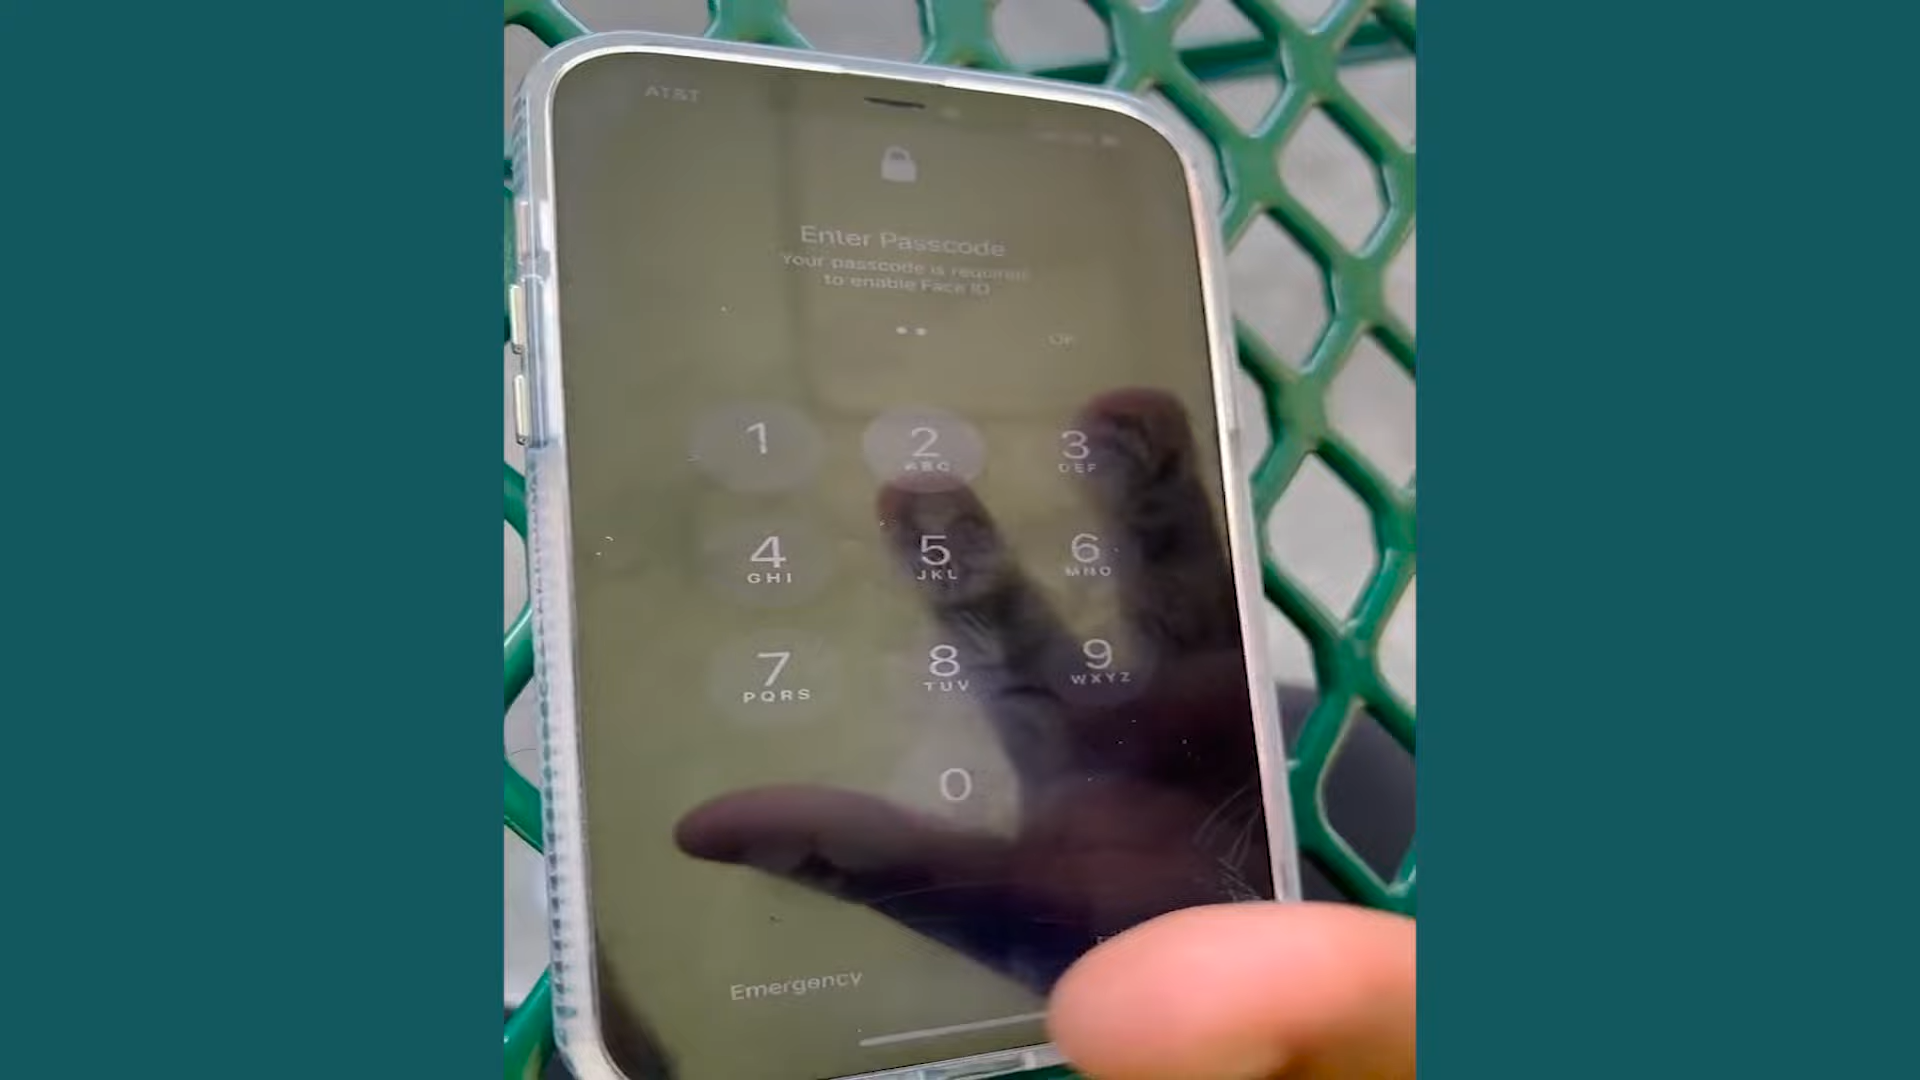 AT&T
Enter Passcode
Your passcode is required
to enable Face ID
OK
1
2
ABC
3
DEF
4
GHI
5
JKL
6
MNO
7
PQRS
8
TUV
9
WXYZ
0
Emergency